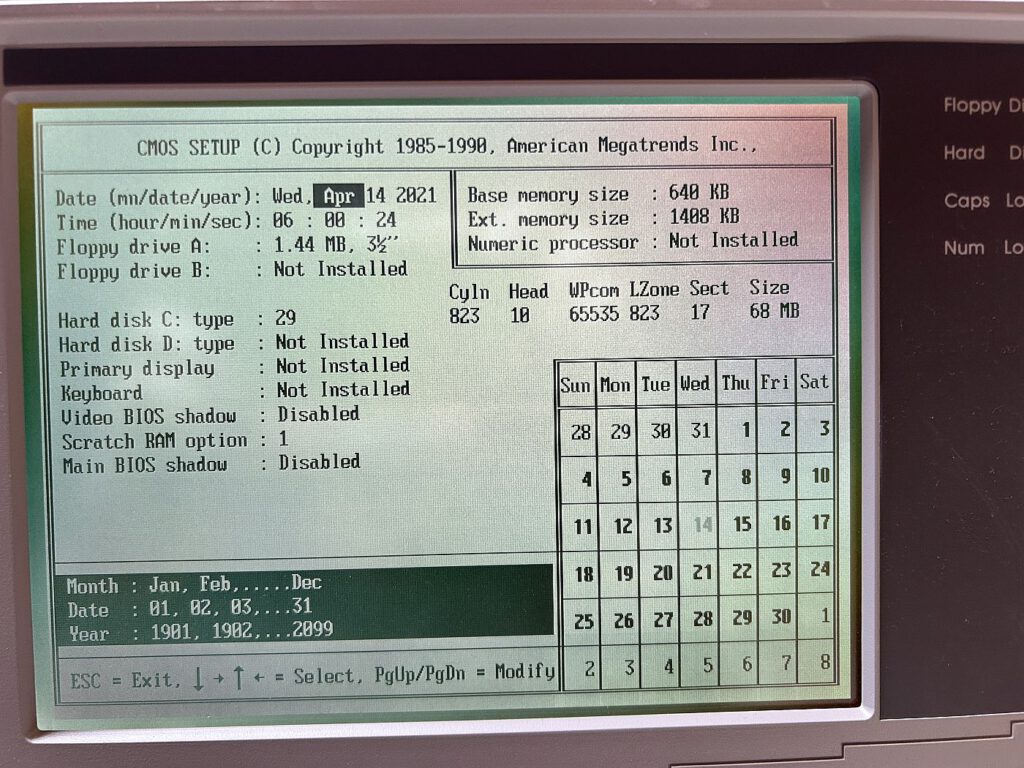 CMOS SETUP (C) Copyright 1985-1990, American Megatrends Inc.,
Date (mn/date/year): Wed, Apr 14 2021
Time (hour/min/sec): 06 : 00 : 24
Floppy drive A: : 1.44 MB, 3½''
Floppy drive B: : Not Installed
Base memory size : 640 KB
Ext. memory size : 1408 KB
Numeric processor : Not Installed
Cyln Head WPcom LZone Sect Size
Hard disk C: type : 29 823 10 65535 823 17 68 MB
Hard disk D: type : Not Installed
Primary display : Not Installed
Keyboard : Not Installed
Video BIOS shadow : Disabled
Scratch RAM option : 1
Main BIOS shadow : Disabled
Sun Mon Tue Wed Thu Fri Sat
28 29 30 31 1 2 3
4 5 6 7 8 9 10
11 12 13 14 15 16 17
18 19 20 21 22 23 24
25 26 27 28 29 30 1
2 3 4 5 6 7 8
Month : Jan, Feb,.....Dec
Date : 01, 02, 03,...31
Year : 1901, 1902,...2099
ESC = Exit, ↓ → ↑ ← = Select, PgUp/PgDn = Modify
Floppy Di
Hard Di
Caps Lo
Num Lo